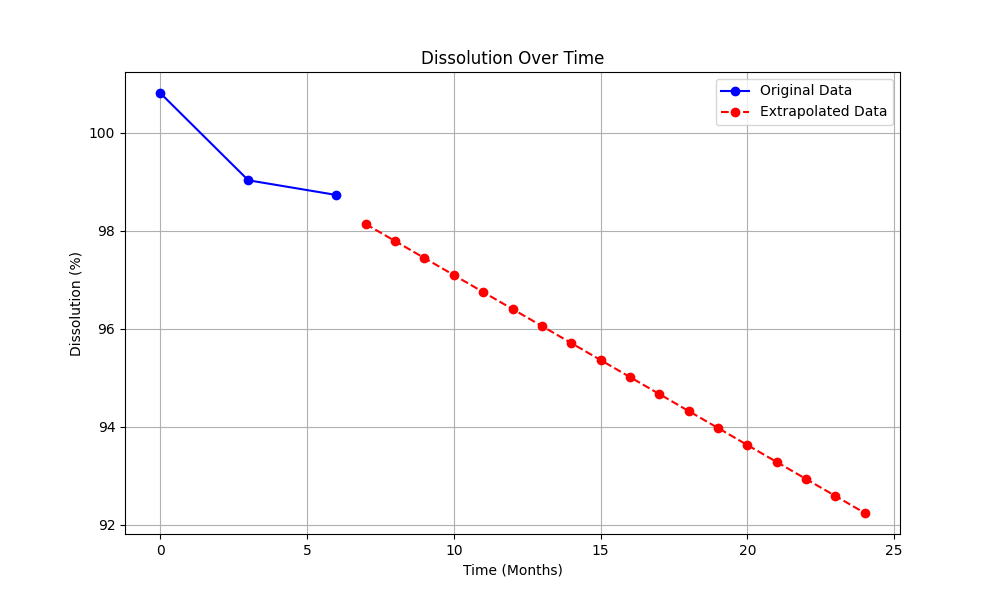 Dissolution Over Time
Original Data
Extrapolated Data
Dissolution (%)
100
98
96
94
92
0 5 10 15 20 25
Time (Months)